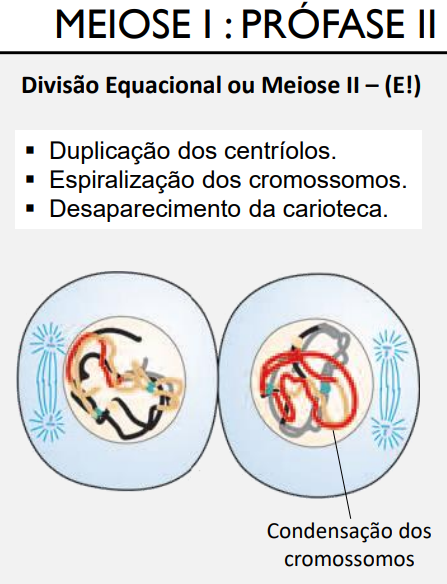 MEIOSE I : PRÓFASE II
Divisão Equacional ou Meiose II – (E!)
▪ Duplicação dos centríolos.
▪ Espiralização dos cromossomos.
▪ Desaparecimento da carioteca.
Condensação dos
cromossomos